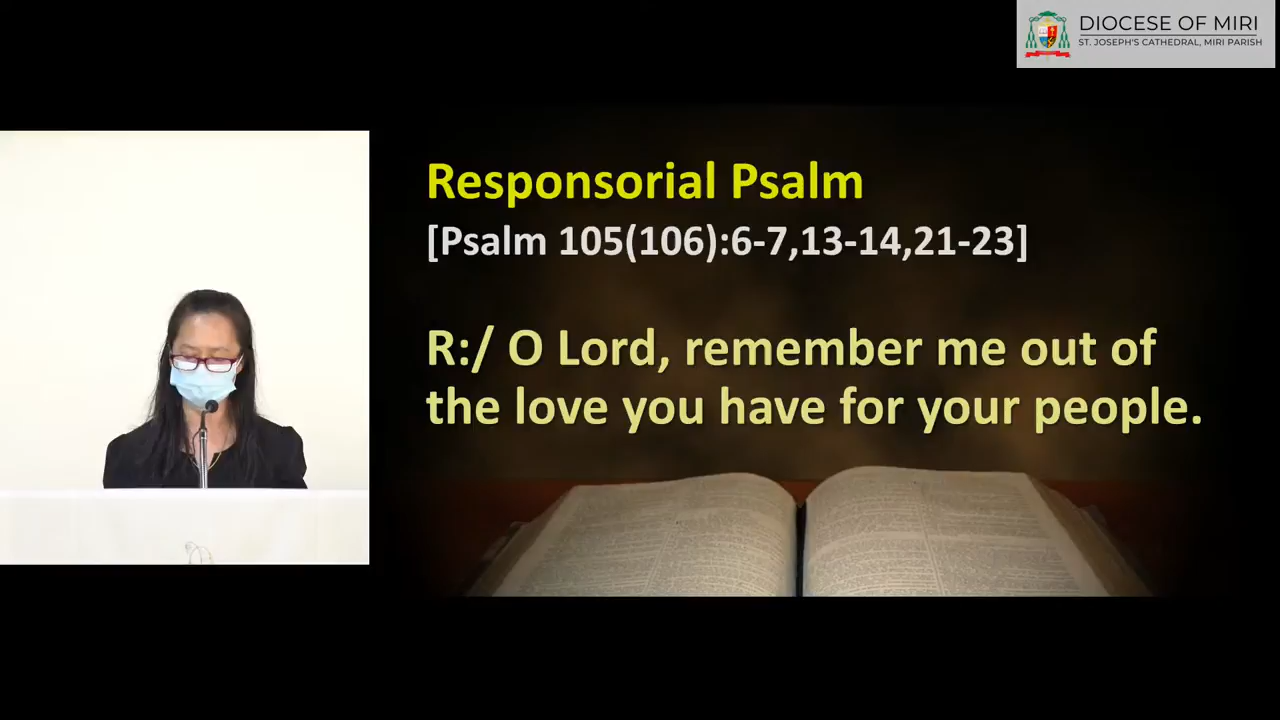 DIOCESE OF MIRI
ST. JOSEPH'S CATHEDRAL, MIRI PARISH
Responsorial Psalm
[Psalm 105(106):6-7,13-14,21-23]
R:/ O Lord, remember me out of
the love you have for your people.